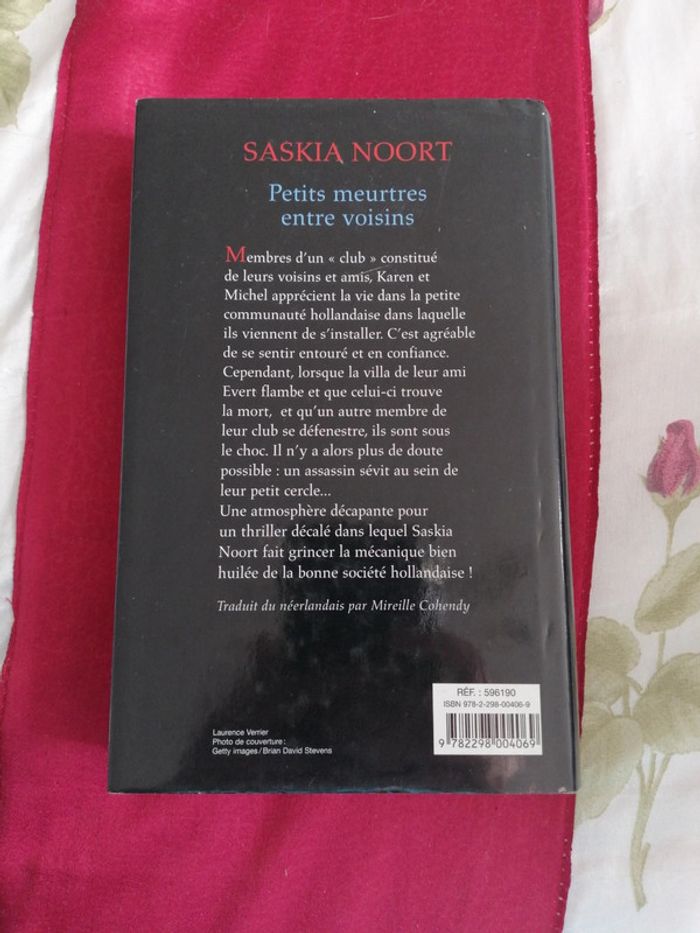 SASKIA NOORT
Petits meurtres
entre voisins
Membres d'un « club » constitué
de leurs voisins et amis, Karen et
Michel apprécient la vie dans la petite
communauté hollandaise dans laquelle
ils viennent de s'installer. C'est agréable
de se sentir entouré et en confiance.
Cependant, lorsque la villa de leur ami
Evert flambe et que celui-ci trouve
la mort, et qu'un autre membre de
leur club se défenestre, ils sont sous
le choc. Il n'y a alors plus de doute
possible : un assassin sévit au sein de
leur petit cercle...
Une atmosphère décapante pour
un thriller décalé dans lequel Saskia
Noort fait grincer la mécanique bien
huilée de la bonne société hollandaise !
Traduit du néerlandais par Mireille Cohendy
RÉF. : 596190
ISBN 978-2-298-00406-9
9 782298 004069
Laurence Verrier
Photo de couverture :
Getty images / Brian David Stevens